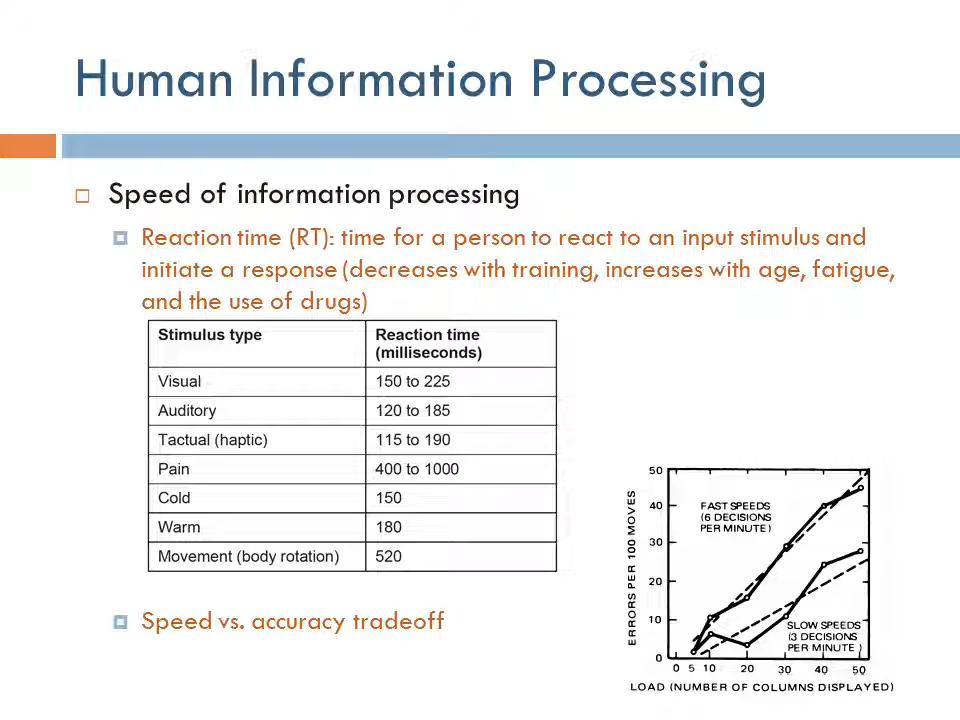 Human Information Processing
Speed of information processing
Reaction time (RT): time for a person to react to an input stimulus and
initiate a response (decreases with training, increases with age, fatigue,
and the use of drugs)
Stimulus type
Reaction time
(milliseconds)
Visual
150 to 225
Auditory
120 to 185
Tactual (haptic)
115 to 190
Pain
400 to 1000
Cold
150
Warm
180
Movement (body rotation)
520
Speed vs. accuracy tradeoff
ERRORS PER 100 MOVES
50
40
30
20
10
0
FAST SPEEDS
(6 DECISIONS
PER MINUTE)
SLOW SPEEDS
(3 DECISIONS
PER MINUTE)
0 5 10 20 30 40 50
LOAD (NUMBER OF COLUMNS DISPLAYED)